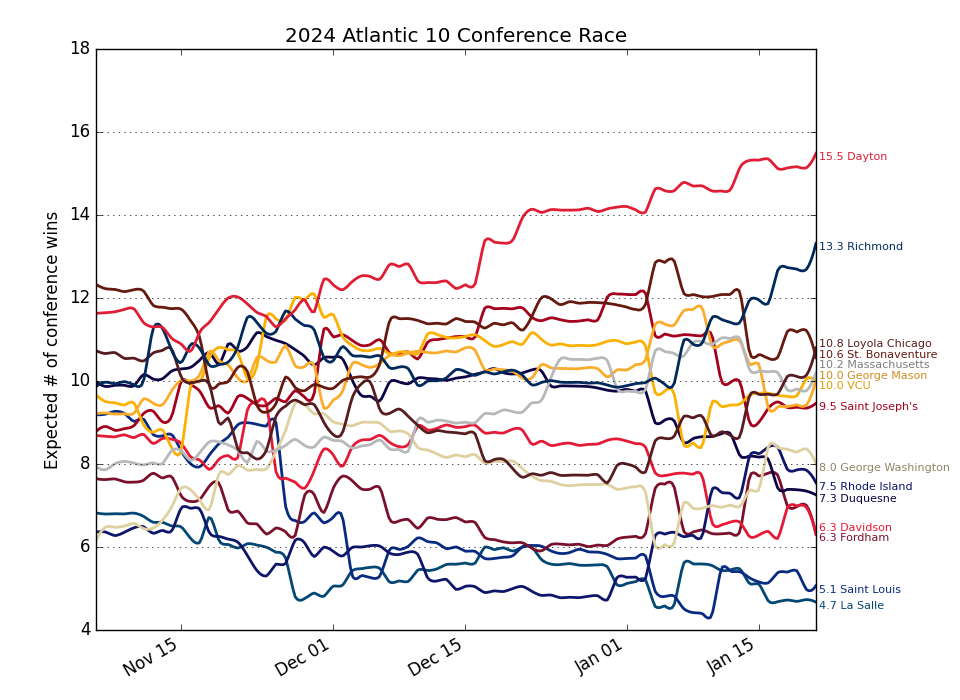 2024 Atlantic 10 Conference Race
Expected # of conference wins
18
16
14
12
10
8
6
4
Nov 15
Dec 01
Dec 15
Jan 01
Jan 15
15.5 Dayton
13.3 Richmond
10.8 Loyola Chicago
10.6 St. Bonaventure
10.2 Massachusetts
10.0 George Mason
10.0 VCU
9.5 Saint Joseph's
8.0 George Washington
7.5 Rhode Island
7.3 Duquesne
6.3 Davidson
6.3 Fordham
5.1 Saint Louis
4.7 La Salle